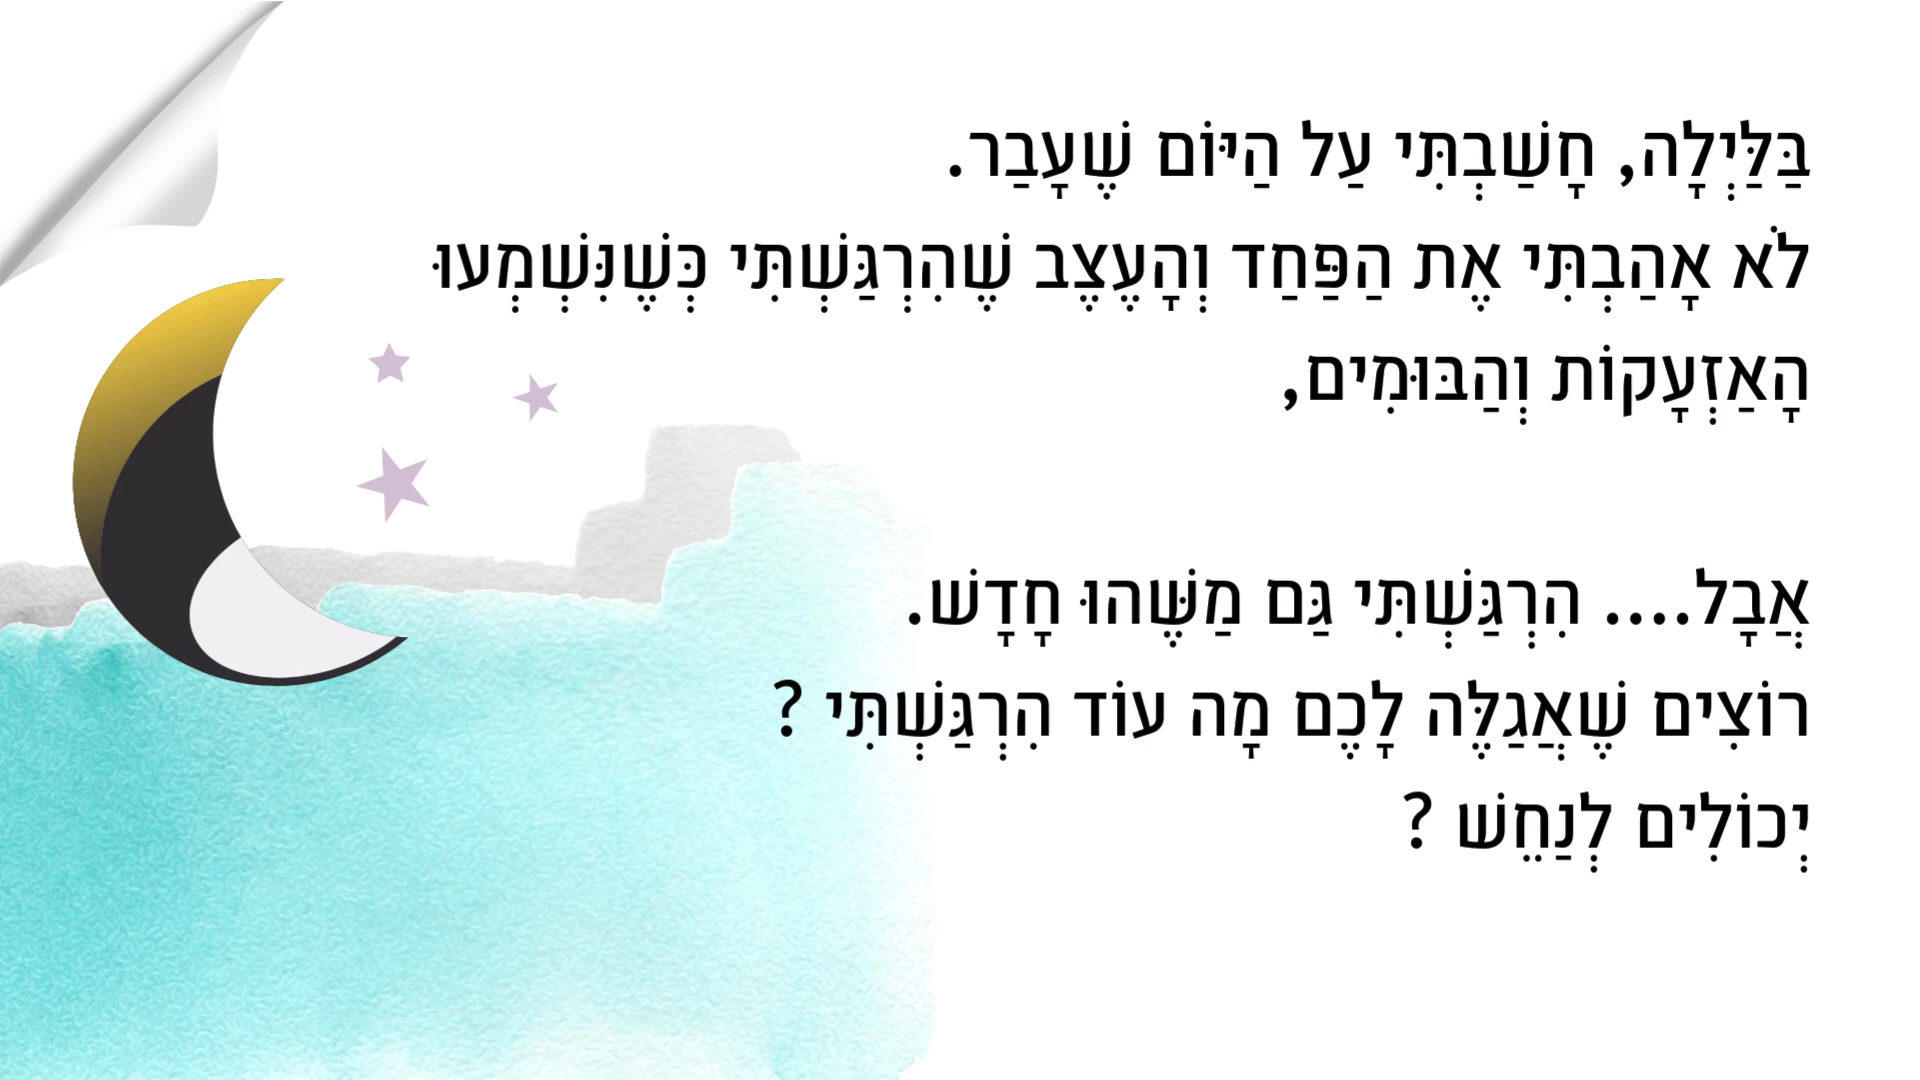 בַּלַּיְלָה, חָשַׁבְתִּי עַל הַיּוֹם שֶׁעָבַר.
לֹא אָהַבְתִּי אֶת הַפַּחַד וְהָעֶצֶב שֶׁהִרְגַּשְׁתִּי כְּשֶׁנִּשְׁמְעוּ
הָאַזְעָקוֹת וְהַבּוּמִים,
אֲבָל.... הִרְגַּשְׁתִּי גַּם מַשֶּׁהוּ חָדָשׁ.
רוֹצִים שֶׁאֲגַלֶּה לָכֶם מָה עוֹד הִרְגַּשְׁתִּי ?
יְכוֹלִים לְנַחֵשׁ ?